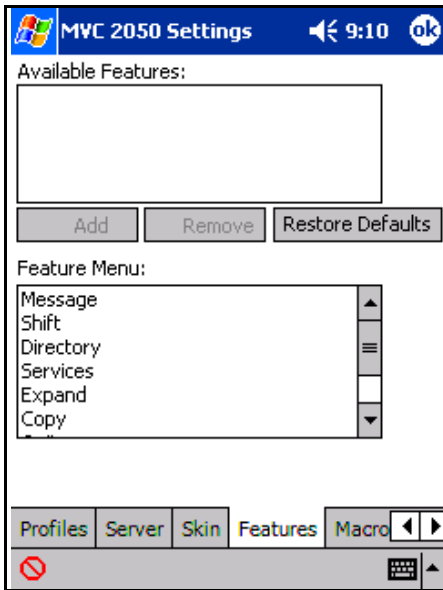 MVC 2050 Settings 9:10 ok
Available Features:
Add Remove Restore Defaults
Feature Menu:
Message
Shift
Directory
Services
Expand
Copy
Profiles Server Skin Features Macro